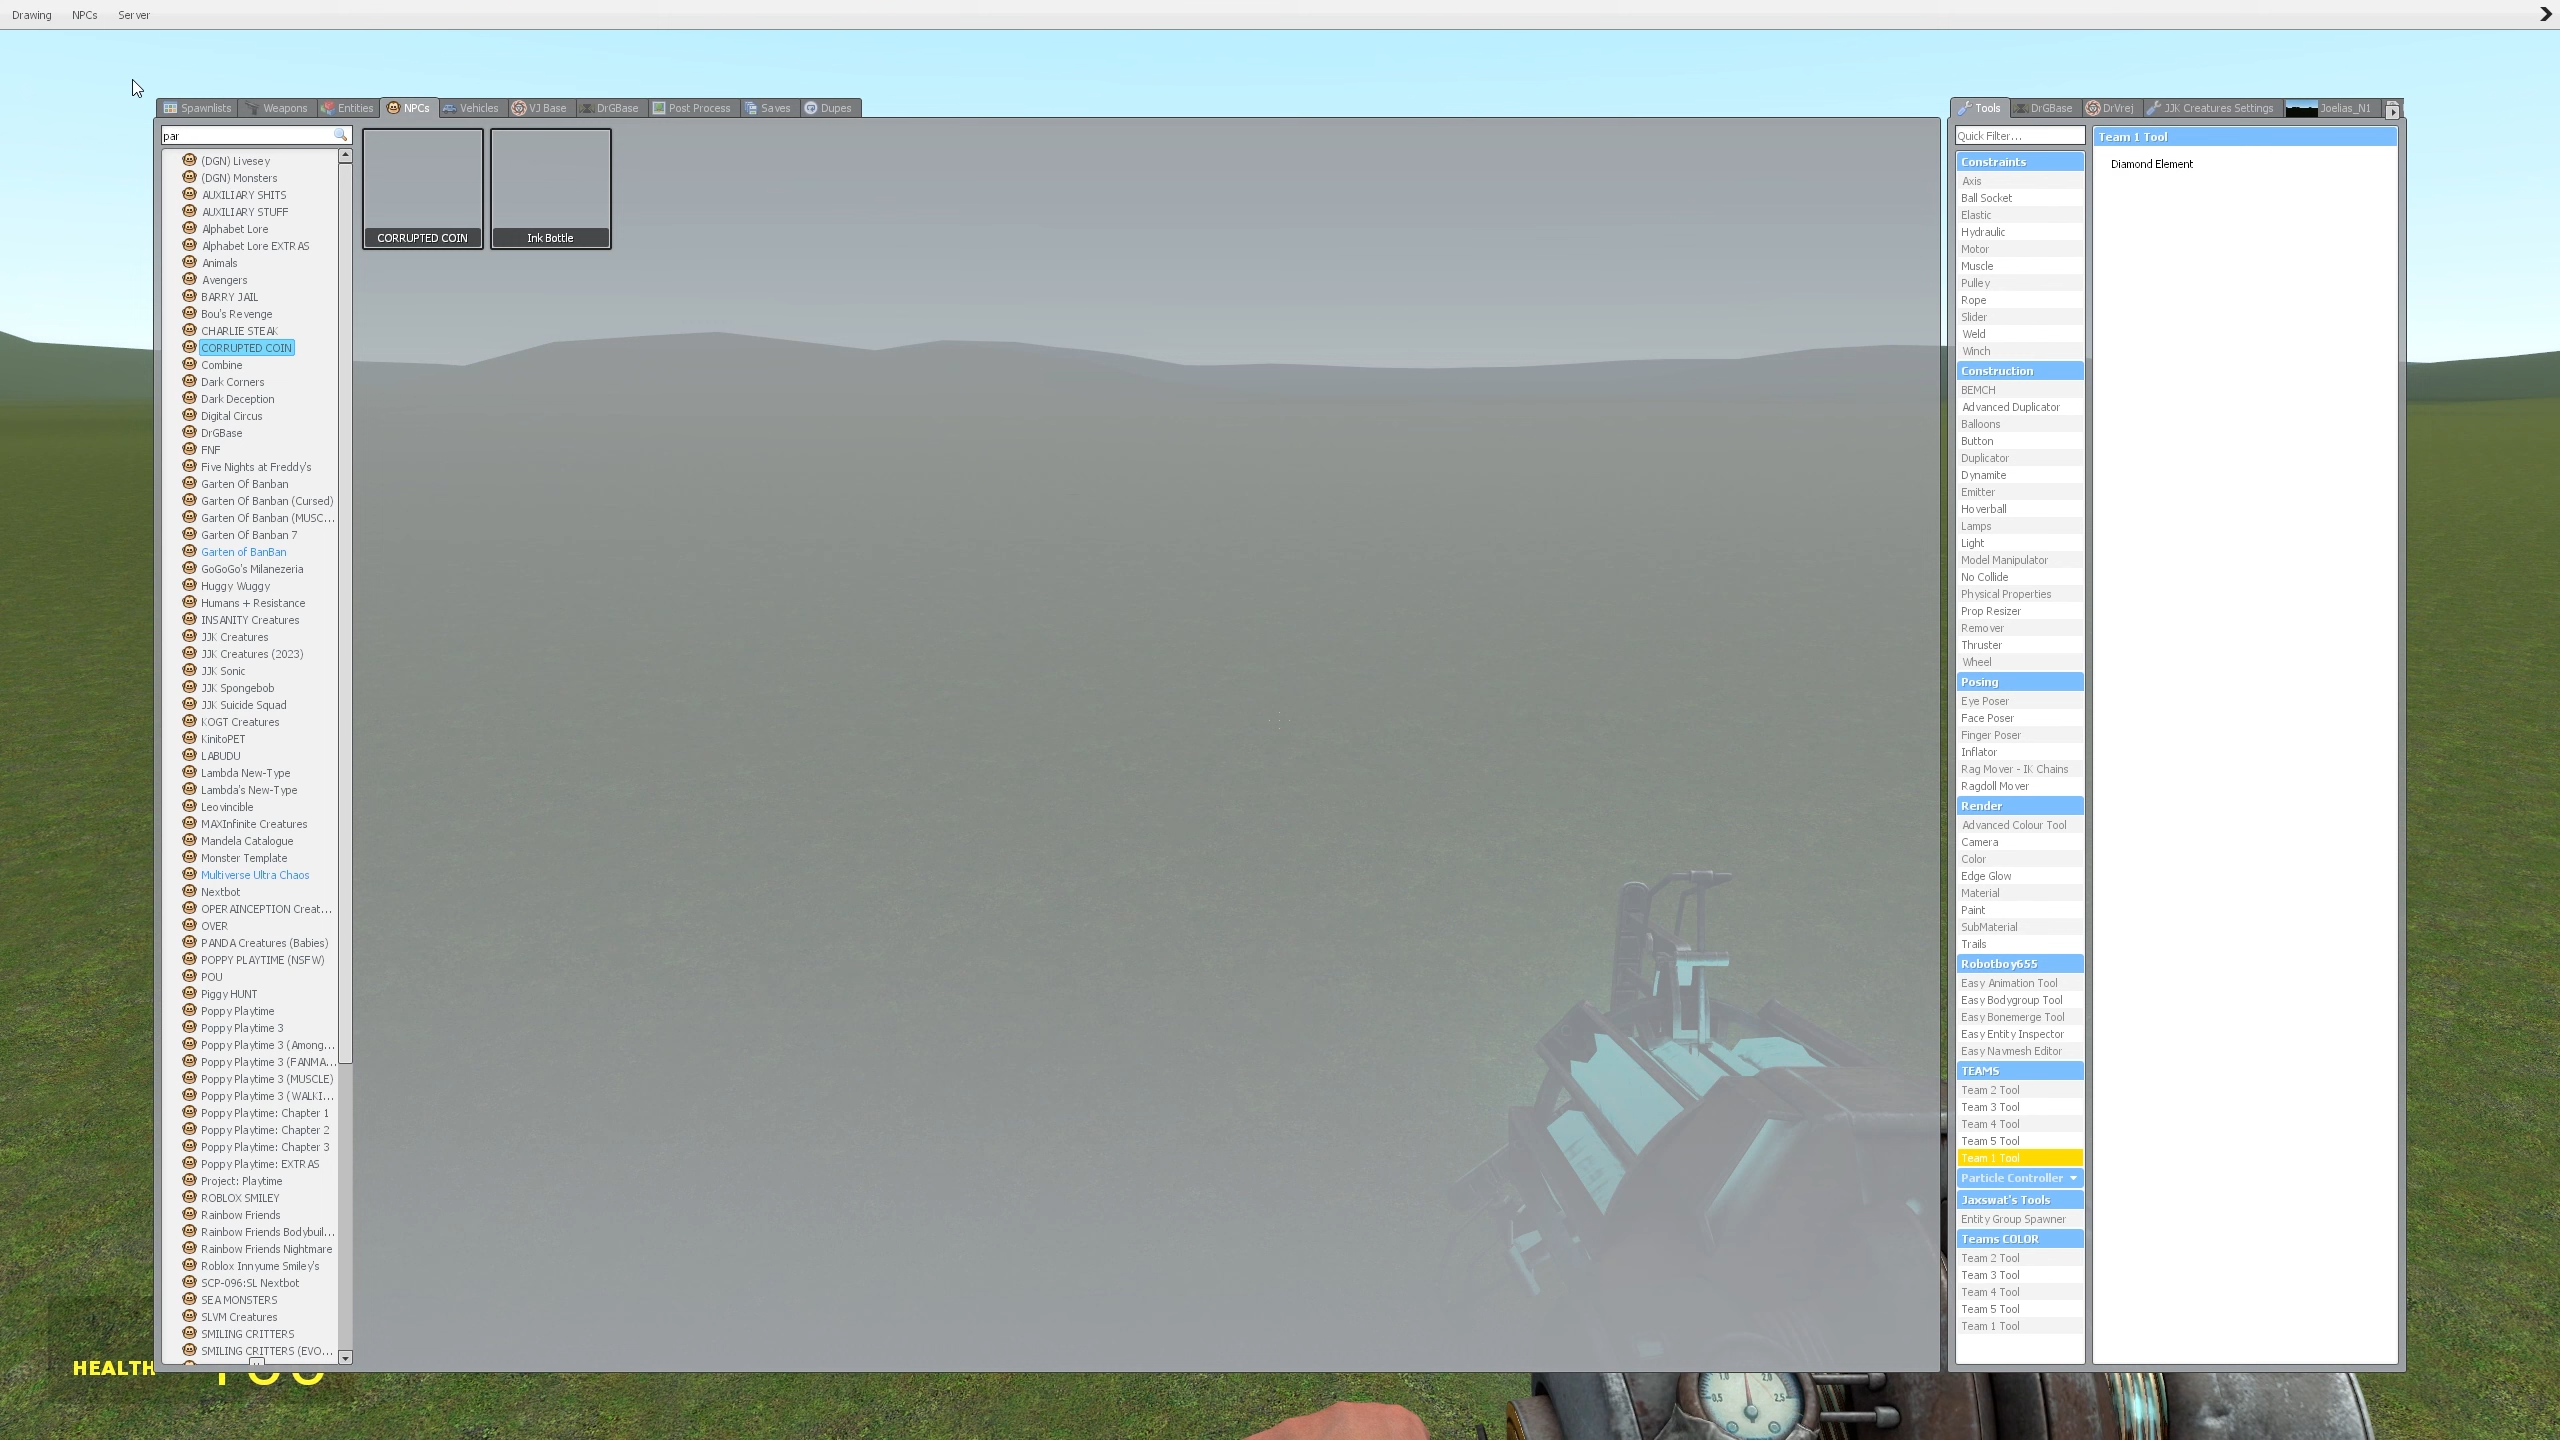 Drawing NPCs Server
Spawnlists Weapons Entities NPCs Vehicles VJ Base DrGBase Post Process Saves Dupes
par
(DGN) Livesey
(DGN) Monsters
AUXILIARY SHITS
AUXILIARY STUFF
Alphabet Lore
Alphabet Lore EXTRAS
Animals
Avengers
BARRY JAIL
Bou's Revenge
CHARLIE STEAK
CORRUPTED COIN
Combine
Dark Corners
Dark Deception
Digital Circus
DrGBase
FNF
Five Nights at Freddy's
Garten Of Banban
Garten Of Banban (Cursed)
Garten Of Banban (MUSC...
Garten Of Banban 7
Garten of BanBan
GoGoGo's Milanezeria
Huggy Wuggy
Humans + Resistance
INSANITY Creatures
JJK Creatures
JJK Creatures (2023)
JJK Sonic
JJK Spongebob
JJK Suicide Squad
KOGT Creatures
KinitoPET
LABUDU
Lambda New-Type
Lambda's New-Type
Leovincible
MAXInfinite Creatures
Mandela Catalogue
Monster Template
Multiverse Ultra Chaos
Nextbot
OPERAINCEPTION Creat...
OVER
PANDA Creatures (Babies)
POPPY PLAYTIME (NSFW)
POU
Piggy HUNT
Poppy Playtime
Poppy Playtime 3
Poppy Playtime 3 (Among...
Poppy Playtime 3 (FANMA...
Poppy Playtime 3 (MUSCLE)
Poppy Playtime 3 (WALKI...
Poppy Playtime: Chapter 1
Poppy Playtime: Chapter 2
Poppy Playtime: Chapter 3
Poppy Playtime: EXTRAS
Project: Playtime
ROBLOX SMILEY
Rainbow Friends
Rainbow Friends Bodybuil...
Rainbow Friends Nightmare
Roblox Innyume Smiley's
SCP-096:SL Nextbot
SEA MONSTERS
SLVM Creatures
SMILING CRITTERS
SMILING CRITTERS (EVO...
CORRUPTED COIN
Ink Bottle
HEALTH
Tools DrGBase DrVrej JJK Creatures Settings Joelias_N1
Quick Filter...
Constraints
Axis
Ball Socket
Elastic
Hydraulic
Motor
Muscle
Pulley
Rope
Slider
Weld
Winch
Construction
BEMCH
Advanced Duplicator
Balloons
Button
Duplicator
Dynamite
Emitter
Hoverball
Lamps
Light
Model Manipulator
No Collide
Physical Properties
Prop Resizer
Remover
Thruster
Wheel
Posing
Eye Poser
Face Poser
Finger Poser
Inflator
Rag Mover - IK Chains
Ragdoll Mover
Render
Advanced Colour Tool
Camera
Color
Edge Glow
Material
Paint
SubMaterial
Trails
Robotboy655
Easy Animation Tool
Easy Bodygroup Tool
Easy Bonemerge Tool
Easy Entity Inspector
Easy Navmesh Editor
TEAMS
Team 2 Tool
Team 3 Tool
Team 4 Tool
Team 5 Tool
Team 1 Tool
Particle Controller
Jaxswat's Tools
Entity Group Spawner
Teams COLOR
Team 2 Tool
Team 3 Tool
Team 4 Tool
Team 5 Tool
Team 1 Tool
Team 1 Tool
Diamond Element